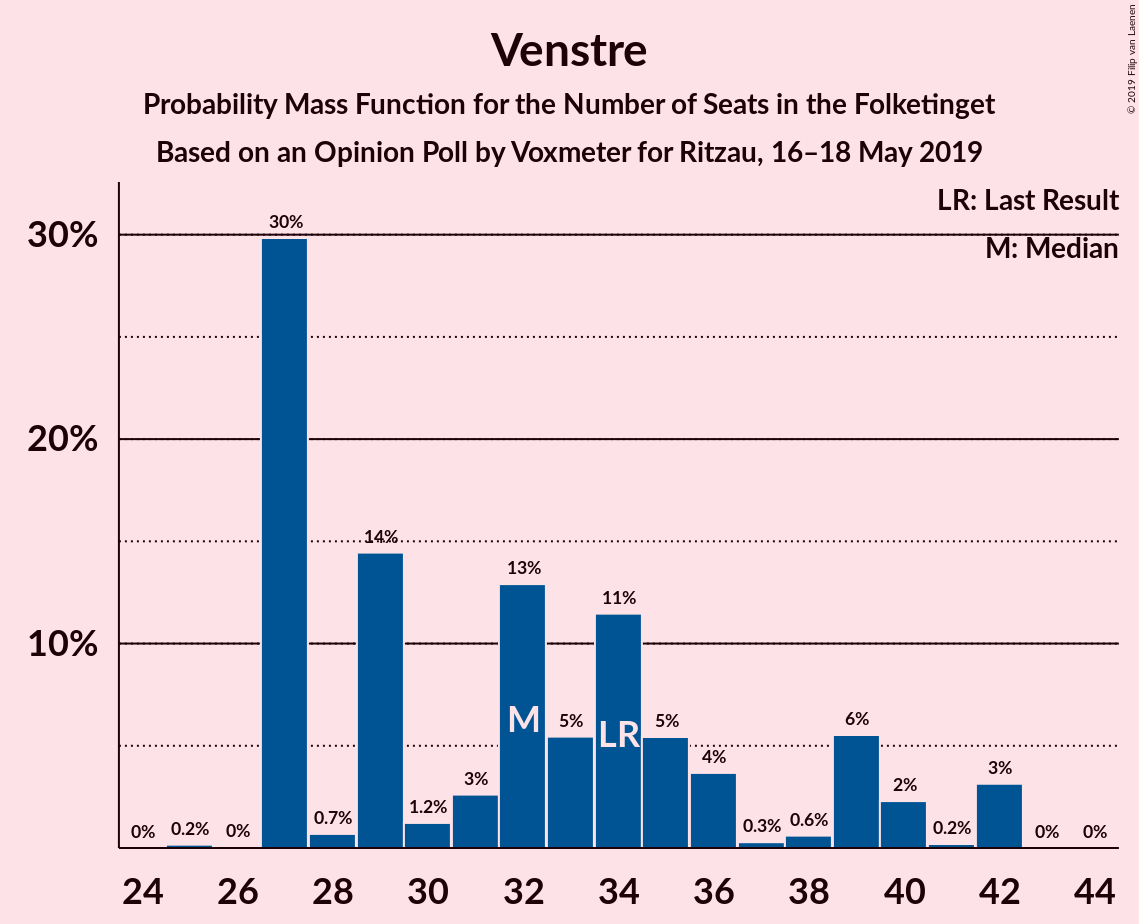 Venstre
Probability Mass Function for the Number of Seats in the Folketinget
Based on an Opinion Poll by Voxmeter for Ritzau, 16–18 May 2019
© 2019 Filip van Laenen
LR: Last Result
M: Median
30%
20%
10%
0%
0.2%
0%
30%
0.7%
14%
1.2%
3%
13%
5%
11%
5%
4%
0.3%
0.6%
6%
2%
0.2%
3%
0%
0%
M
LR
24 26 28 30 32 34 36 38 40 42 44